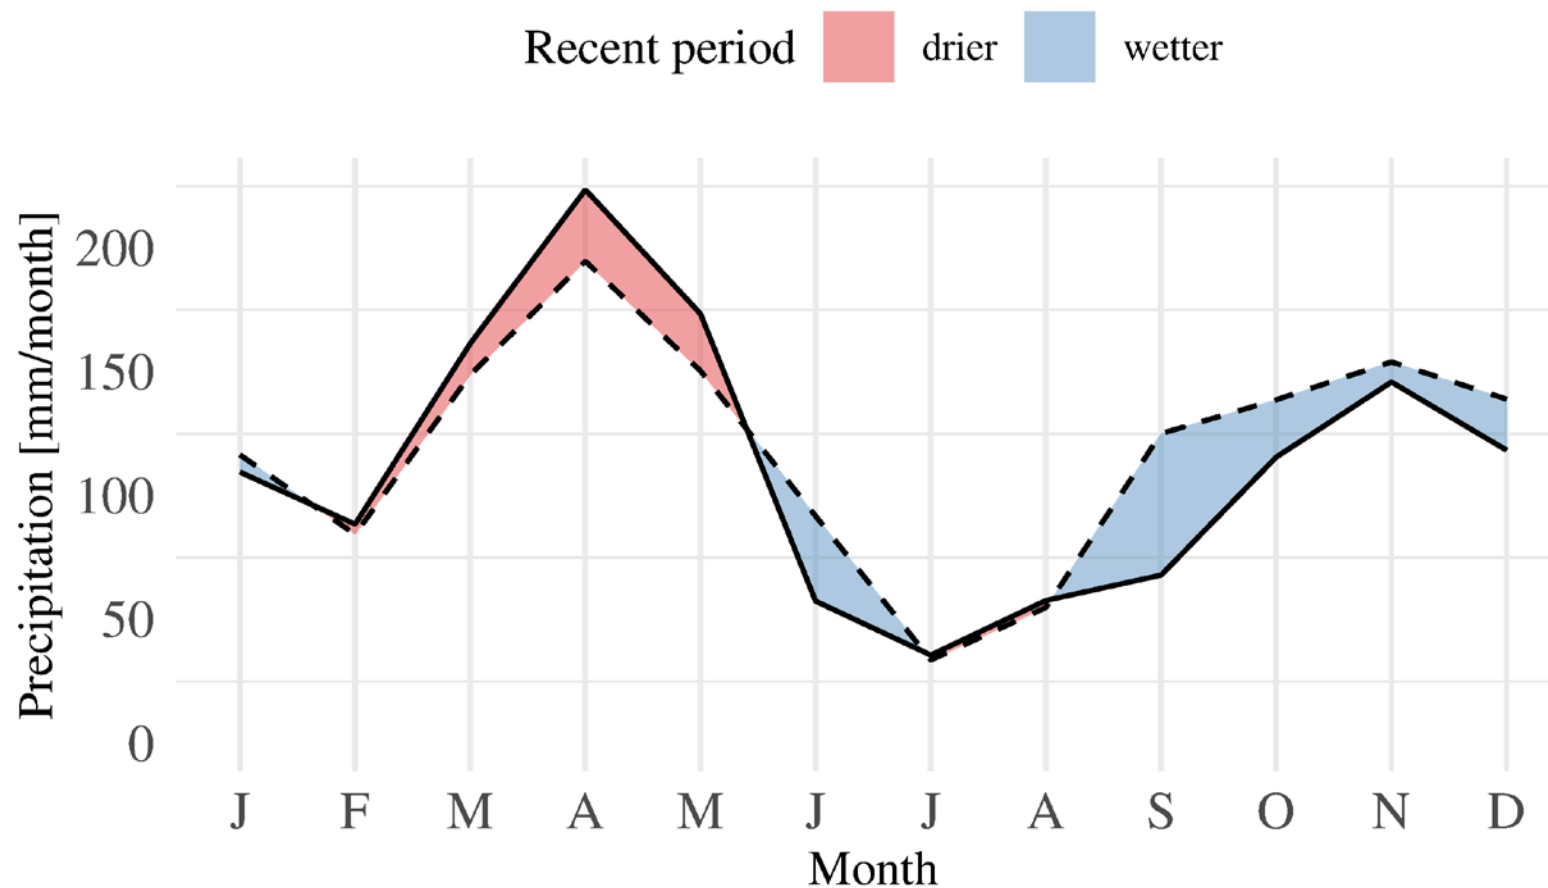 Recent period drier wetter
Precipitation [mm/month]
200
150
100
50
0
J F M A M J J A S O N D
Month